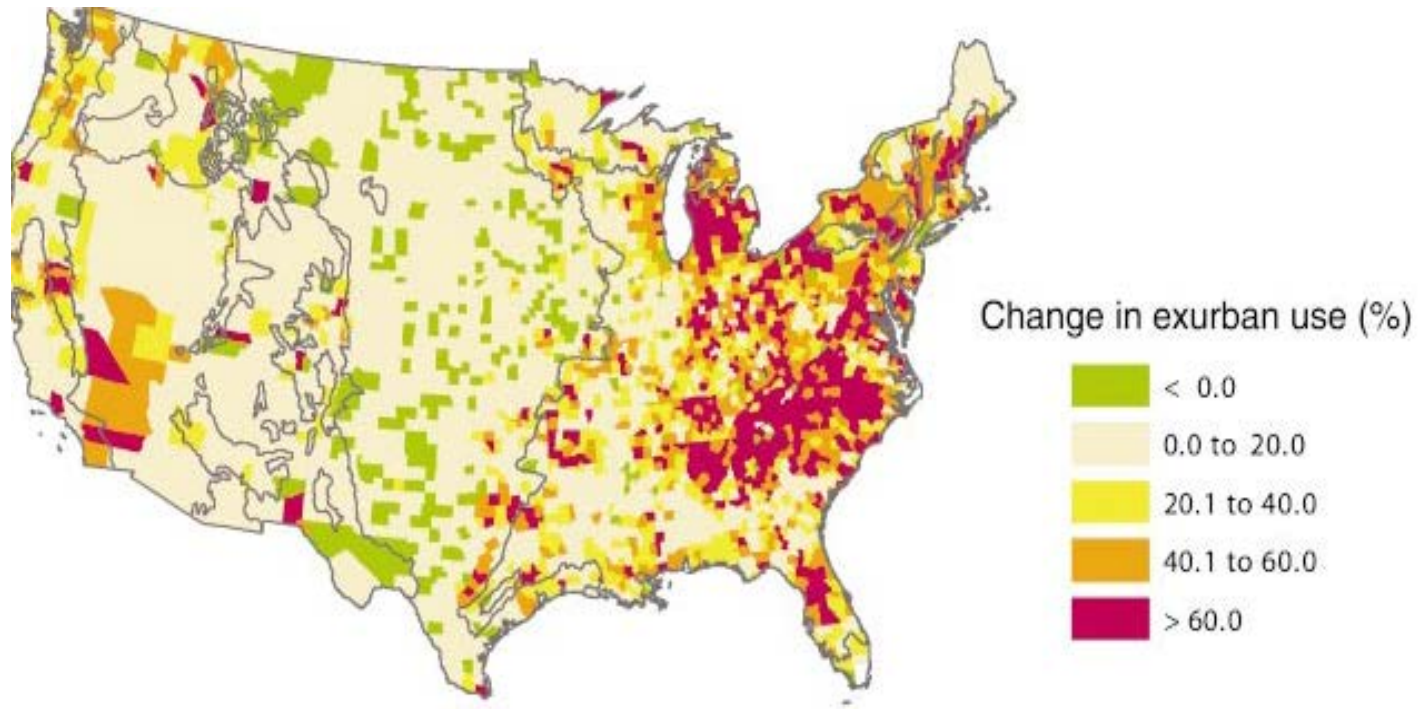 Change in exurban use (%)
< 0.0
0.0 to 20.0
20.1 to 40.0
40.1 to 60.0
> 60.0